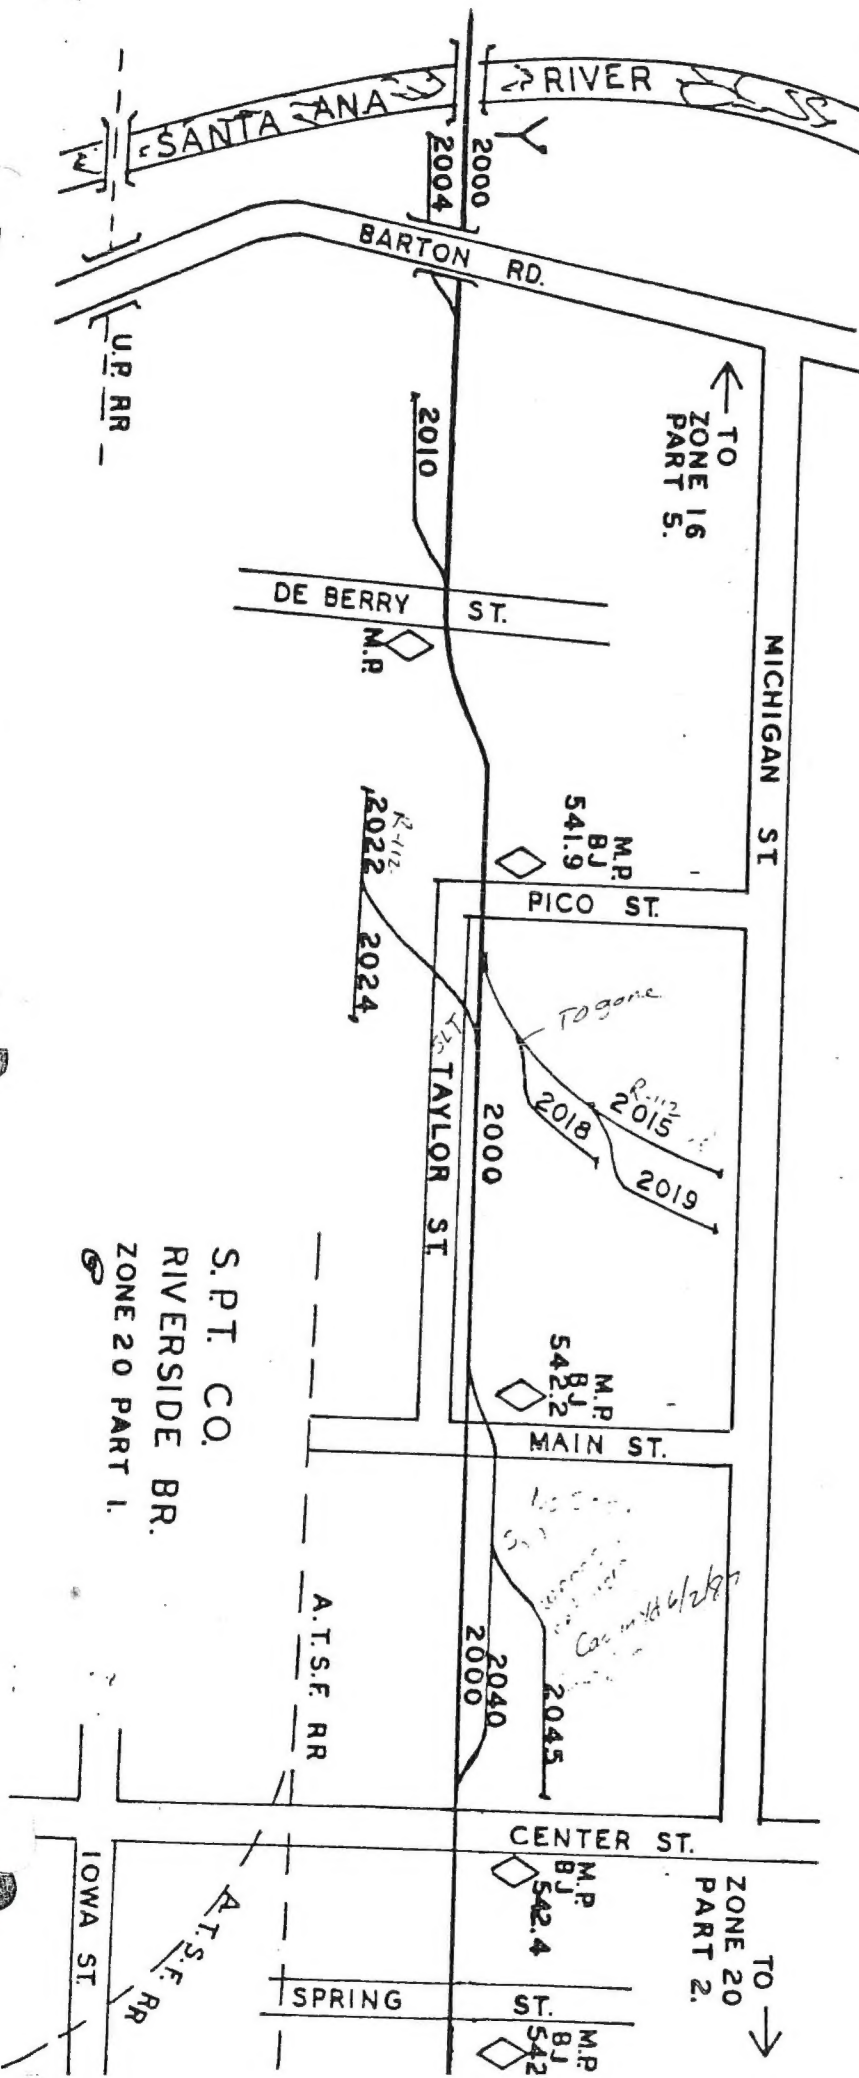 SANTA ANA RIVER
2000
2004
BARTON RD.
U.P. RR
TO
ZONE 16
PART 5.
2010
DE BERRY ST.
M.P.
MICHIGAN ST.
M.P.
BJ
541.9
PICO ST.
R-112
2022
2024
TO gone
SLT
TAYLOR ST.
2000
2018
R-112
2015
2019
M.P.
BJ
542.2
MAIN ST.
S.P.T. CO.
RIVERSIDE BR.
ZONE 20 PART 1.
A.T.S.F. RR
2000
2040
2045
CENTER ST.
M.P.
BJ
542.4
IOWA ST.
A.T.S.F. RR
TO
ZONE 20
PART 2.
SPRING ST.
M.P.
BJ
542